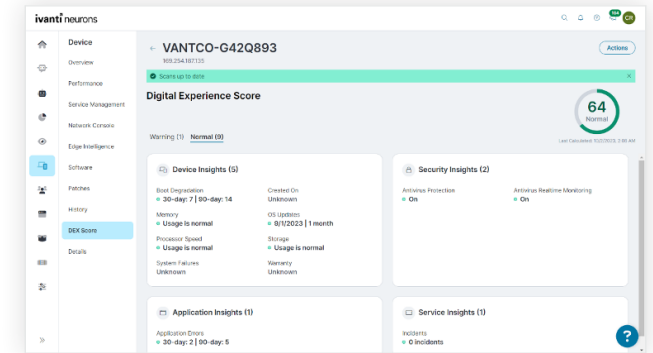 ivanti neurons
Device
Overview
Performance
Service Management
Network Console
Edge Intelligence
Software
Patches
History
DEX Score
Details
← VANTCO-G42Q893
169.254.187.135
Scans up to date
Digital Experience Score
64
Normal
Warning (1) Normal (9)
Actions
Device Insights (5)
Boot Degradation
30-day: 7 | 90-day: 14
Created On
Unknown
Memory
Usage is normal
OS Updates
9/1/2023 | 1 month
Processor Speed
Usage is normal
Storage
Usage is normal
System Failures
Unknown
Warranty
Unknown
Security Insights (2)
Antivirus Protection
On
Antivirus Realtime Monitoring
On
Application Insights (1)
Application Errors
30-day: 2 | 90-day: 5
Service Insights (1)
Incidents
0 incidents
?